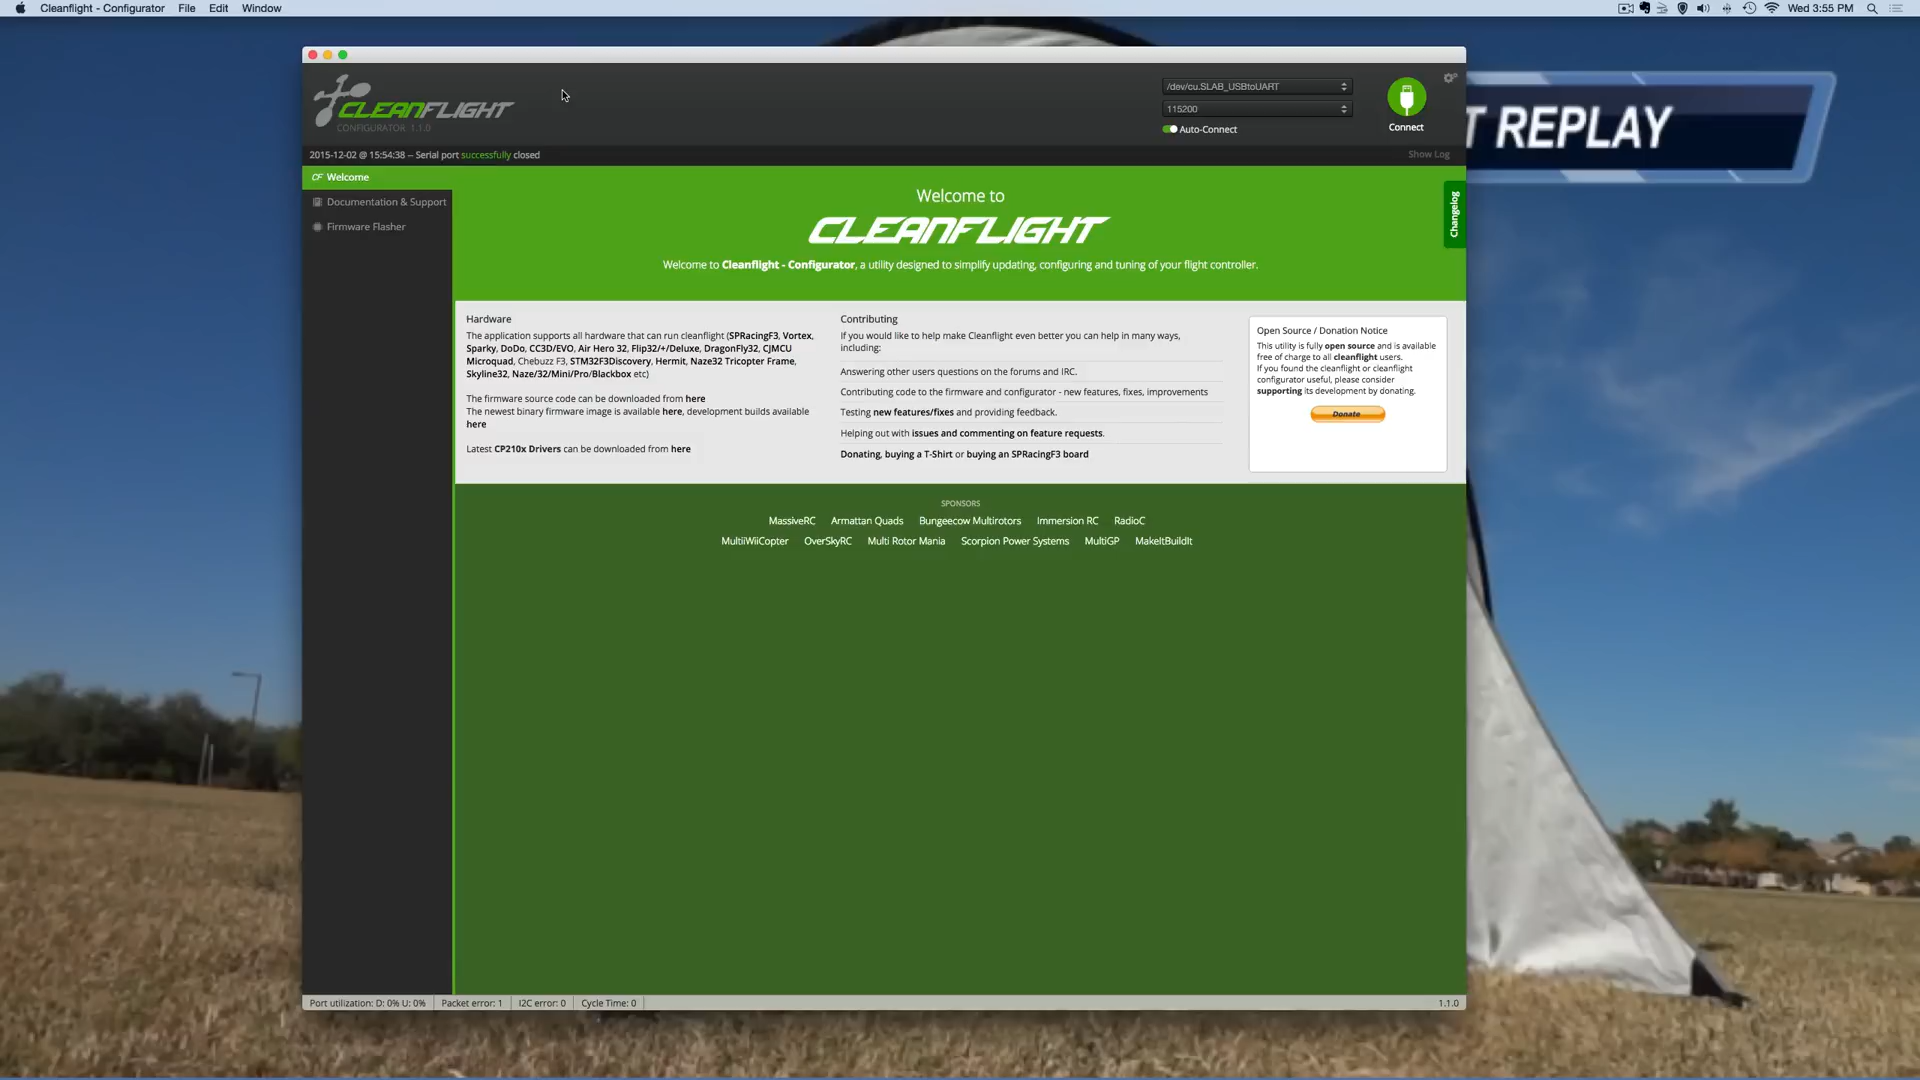 Cleanflight - Configurator File Edit Window
Wed 3:55 PM
CLEANFLIGHT
CONFIGURATOR 1.1.0
/dev/cu.SLAB_USBtoUART
115200
Auto-Connect
Connect
T REPLAY
2015-12-02 @ 15:54:38 -- Serial port successfully closed
Show Log
CF Welcome
Documentation & Support
Firmware Flasher
Welcome to
CLEANFLIGHT
Welcome to Cleanflight - Configurator, a utility designed to simplify updating, configuring and tuning of your flight controller.
Changelog
Hardware
The application supports all hardware that can run cleanflight (SPRacingF3, Vortex,
Sparky, DoDo, CC3D/EVO, Air Hero 32, Flip32/+/Deluxe, DragonFly32, CJMCU
Microquad, Chebuzz F3, STM32F3Discovery, Hermit, Naze32 Tricopter Frame,
Skyline32, Naze/32/Mini/Pro/Blackbox etc)
The firmware source code can be downloaded from here
The newest binary firmware image is available here, development builds available
here
Latest CP210x Drivers can be downloaded from here
Contributing
If you would like to help make Cleanflight even better you can help in many ways,
including:
Answering other users questions on the forums and IRC.
Contributing code to the firmware and configurator - new features, fixes, improvements
Testing new features/fixes and providing feedback.
Helping out with issues and commenting on feature requests.
Donating, buying a T-Shirt or buying an SPRacingF3 board
Open Source / Donation Notice
This utility is fully open source and is available
free of charge to all cleanflight users.
If you found the cleanflight or cleanflight
configurator useful, please consider
supporting its development by donating.
Donate
SPONSORS
MassiveRC Armattan Quads Bungeecow Multirotors Immersion RC RadioC
MultiWiiCopter OverSkyRC Multi Rotor Mania Scorpion Power Systems MultiGP MakeItBuildIt
Port utilization: D: 0% U: 0% Packet error: 1 I2C error: 0 Cycle Time: 0
1.1.0